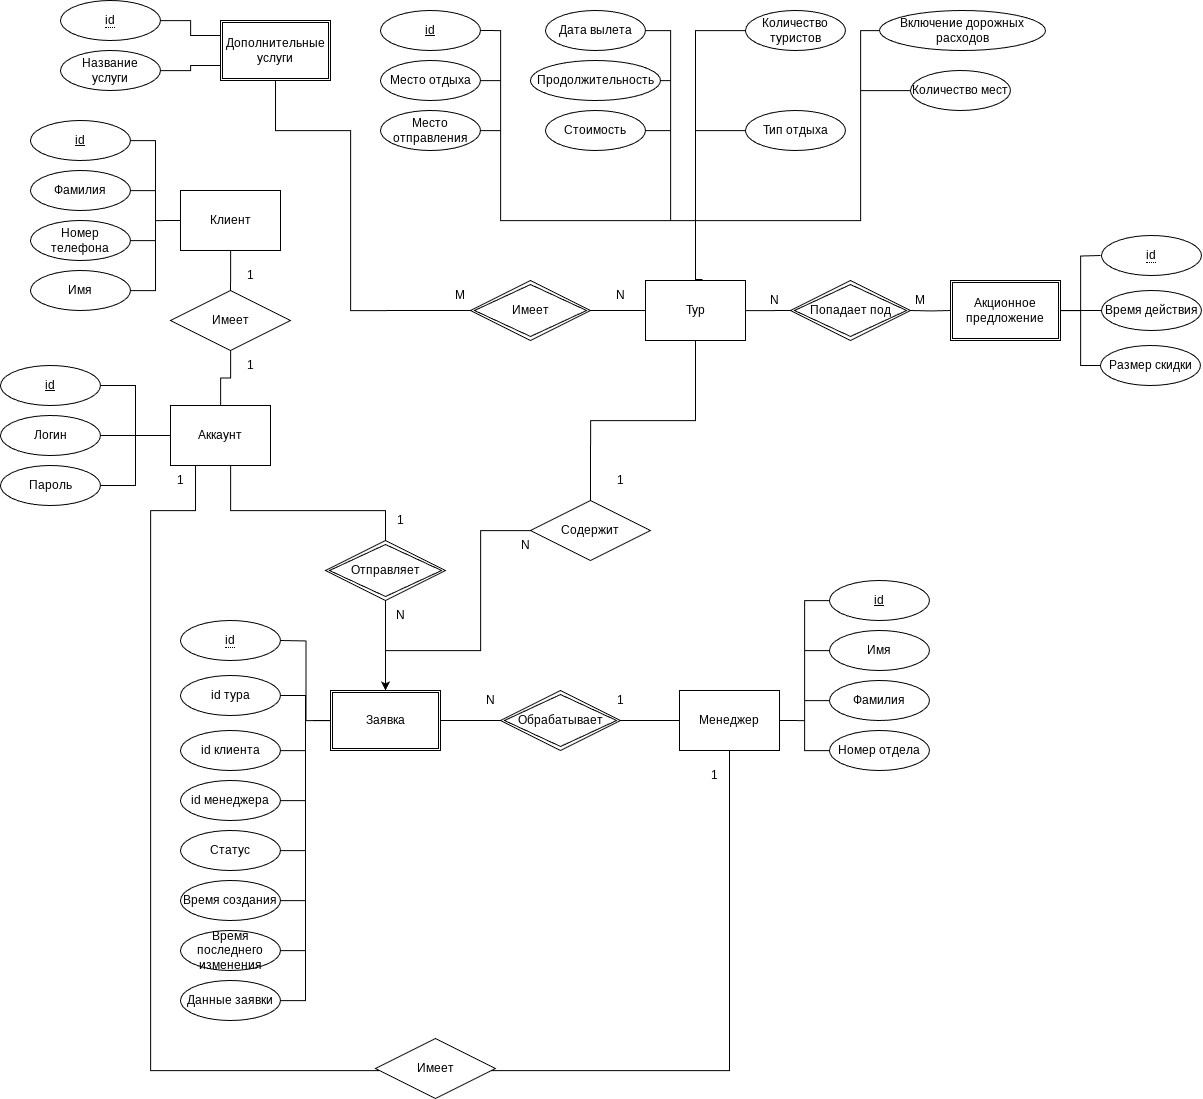 id
Название
услуги
Дополнительные
услуги
id
Место отдыха
Место
отправления
Дата вылета
Продолжительность
Стоимость
Количество
туристов
Тип отдыха
Включение дорожных
расходов
Количество мест
id
Фамилия
Номер
телефона
Имя
Клиент
1
Имеет
1
M
Имеет
N
Тур
N
Попадает под
M
Акционное
предложение
id
Время действия
Размер скидки
id
Логин
Пароль
Аккаунт
1
1
Отправляет
N
1
Содержит
N
id
id тура
id клиента
id менеджера
Статус
Время создания
Время
последнего
изменения
Данные заявки
Заявка
N
Обрабатывает
1
Менеджер
1
id
Имя
Фамилия
Номер отдела
Имеет